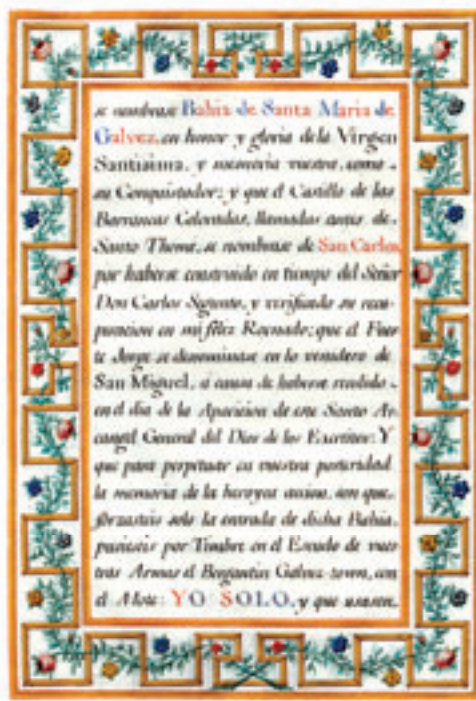 se nombrase Bahia de Santa Maria de
Galvez, en honor y gloria de la Virgen
Santisima, y memoria vuestra, como
su Conquistador; y que el Castillo de las
Barrancas Coloradas, llamadas antes de
Santo Thome, se nombrase de San Carlos
por haberse construido en tiempo del Señor
Don Carlos Segundo, y verificado su recu-
peracion en mi féliz Reynado; que el Fuer
te Jorge se denominase en lo venidero de
San Miguel, á causa de haberse rendido
en el dia de la Aparicion de este Santo Ar-
cangel General del Dios de los Exercitos: Y
que para perpetuar en vuestra posteridad
la memoria de la heroyca accion, con que
forzasteis solo la entrada de dicha Bahia,
pusieseis por Timbre en el Escudo de vues
tras Armas el Bergantin Galvez-town, con
el Mote: YO SOLO, y que usasen